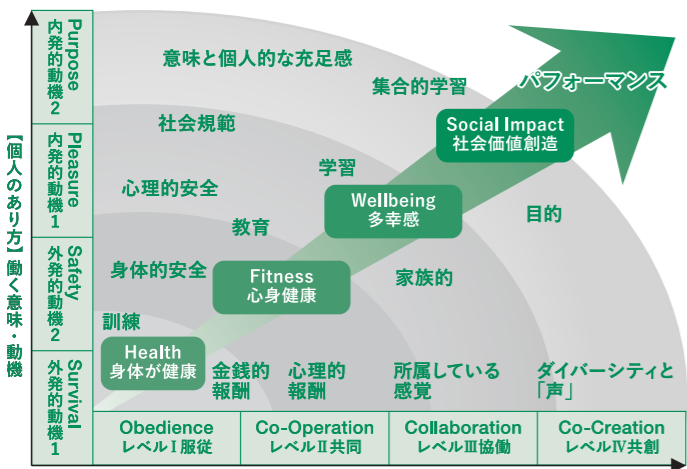 【個人のあり方】働く意味・動機
Purpose
内発的動機2
Pleasure
内発的動機1
Safety
外発的動機2
Survival
外発的動機1
意味と個人的な充足感
集合的学習
パフォーマンス
社会規範
Social Impact
社会価値創造
学習
心理的安全
Wellbeing
多幸感
目的
教育
身体的安全
Fitness
心身健康
家族的
訓練
Health
身体が健康
金銭的
報酬
心理的
報酬
所属している
感覚
ダイバーシティと
「声」
Obedience
レベルⅠ服従
Co-Operation
レベルⅡ共同
Collaboration
レベルⅢ協働
Co-Creation
レベルⅣ共創